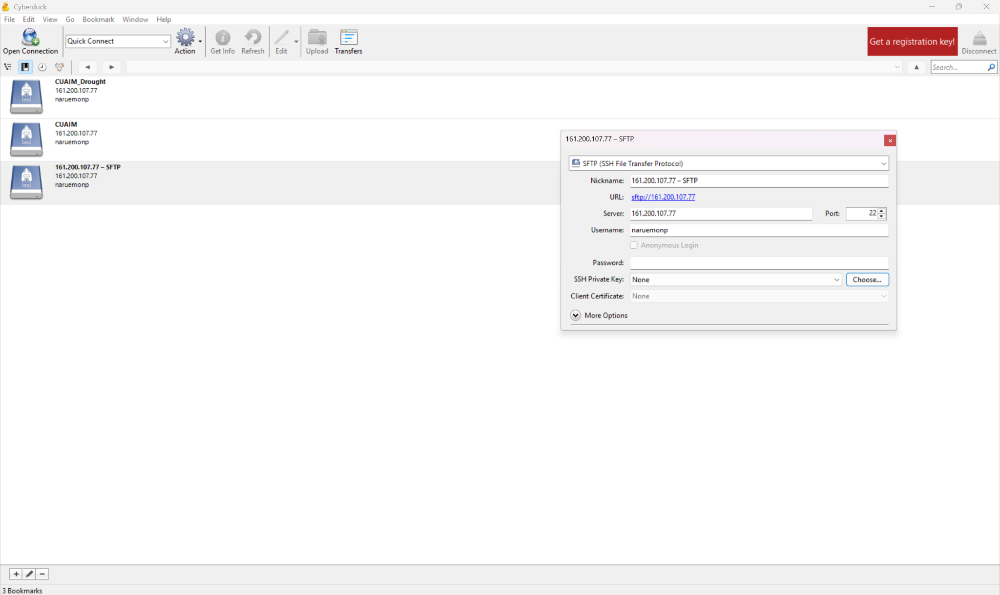 Cyberduck
File Edit View Go Bookmark Window Help
Open Connection
Quick Connect
Action
Get Info
Refresh
Edit
Upload
Transfers
Get a registration key!
Disconnect
Search...
CUAIM_Drought
161.200.107.77
naruemonp
CUAIM
161.200.107.77
naruemonp
161.200.107.77 – SFTP
161.200.107.77
naruemonp
161.200.107.77 – SFTP
SFTP (SSH File Transfer Protocol)
Nickname: 161.200.107.77 – SFTP
URL: sftp://161.200.107.77
Server: 161.200.107.77 Port: 22
Username: naruemonp
Anonymous Login
Password:
SSH Private Key: None Choose...
Client Certificate: None
More Options
3 Bookmarks